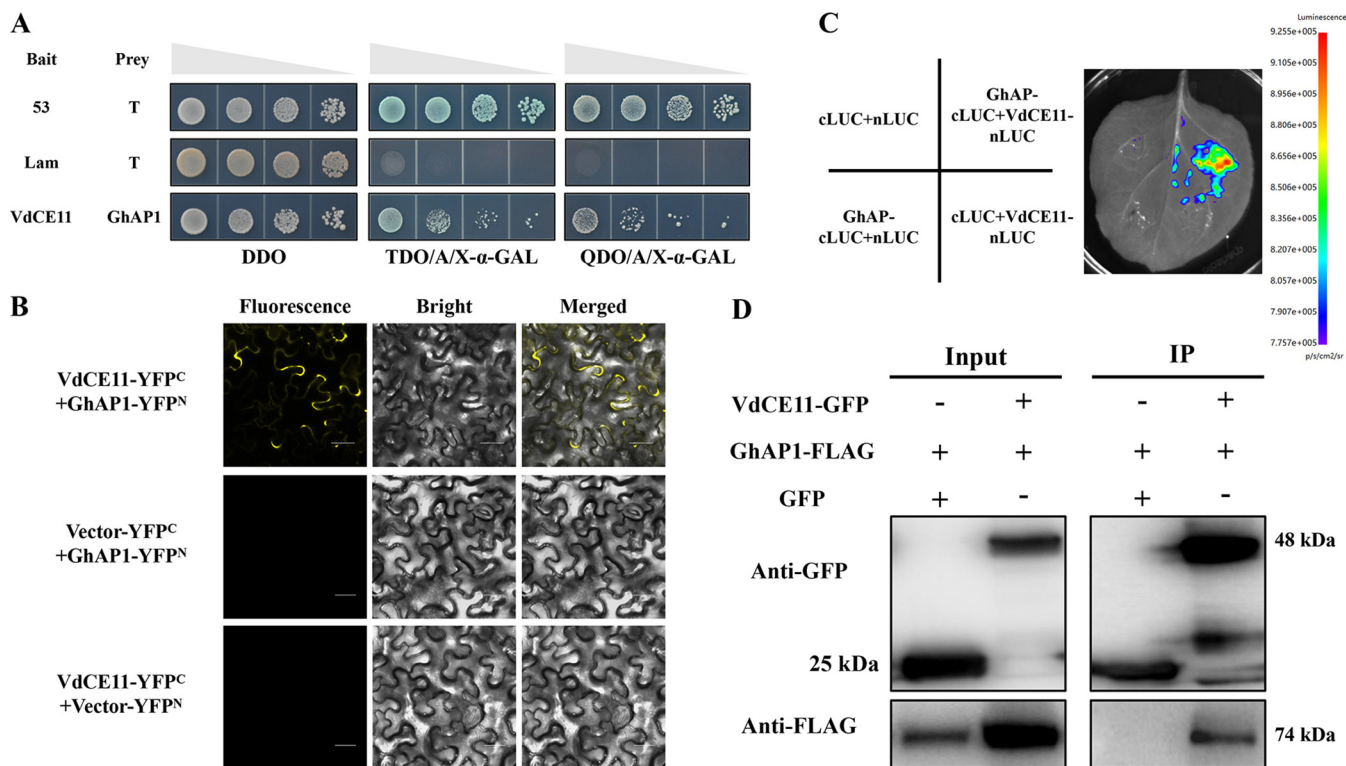 A
Bait Prey
53 T
Lam T
VdCE11 GhAP1
DDO TDO/A/X-α-GAL QDO/A/X-α-GAL
B
Fluorescence Bright Merged
VdCE11-YFPC
+GhAP1-YFPN
Vector-YFPC
+GhAP1-YFPN
VdCE11-YFPC
+Vector-YFPN
C
cLUC+nLUC
GhAP-
cLUC+VdCE11-
nLUC
GhAP-
cLUC+nLUC
cLUC+VdCE11-
nLUC
Luminescence
9.255e+005
9.105e+005
8.956e+005
8.806e+005
8.656e+005
8.506e+005
8.356e+005
8.207e+005
8.057e+005
7.907e+005
7.757e+005
p/s/cm2/sr
D
Input IP
VdCE11-GFP - + - +
GhAP1-FLAG + + + +
GFP + - + -
Anti-GFP
48 kDa
25 kDa
Anti-FLAG
74 kDa